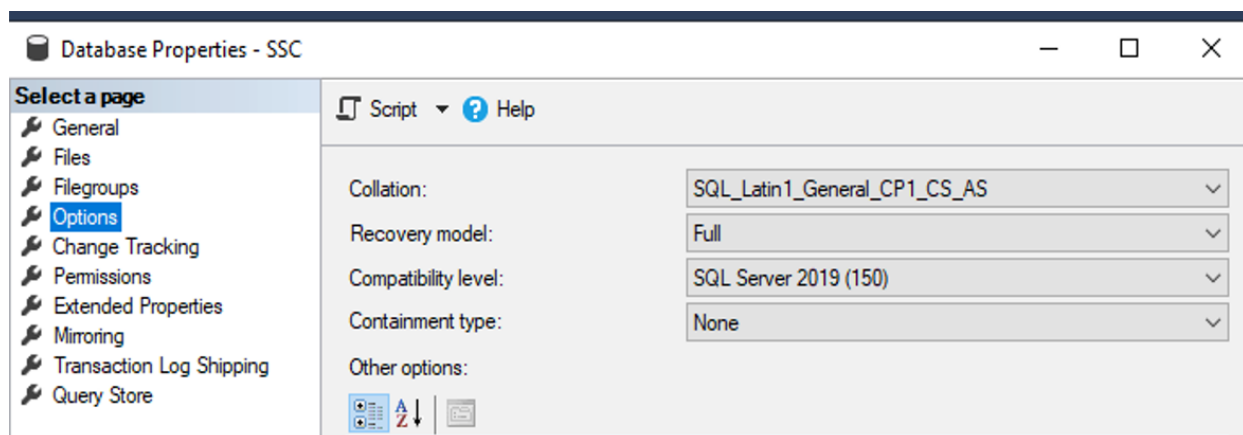 Database Properties - SSC
Select a page
General
Files
Filegroups
Options
Change Tracking
Permissions
Extended Properties
Mirroring
Transaction Log Shipping
Query Store
Script
Help
Collation: SQL_Latin1_General_CP1_CS_AS
Recovery model: Full
Compatibility level: SQL Server 2019 (150)
Containment type: None
Other options: